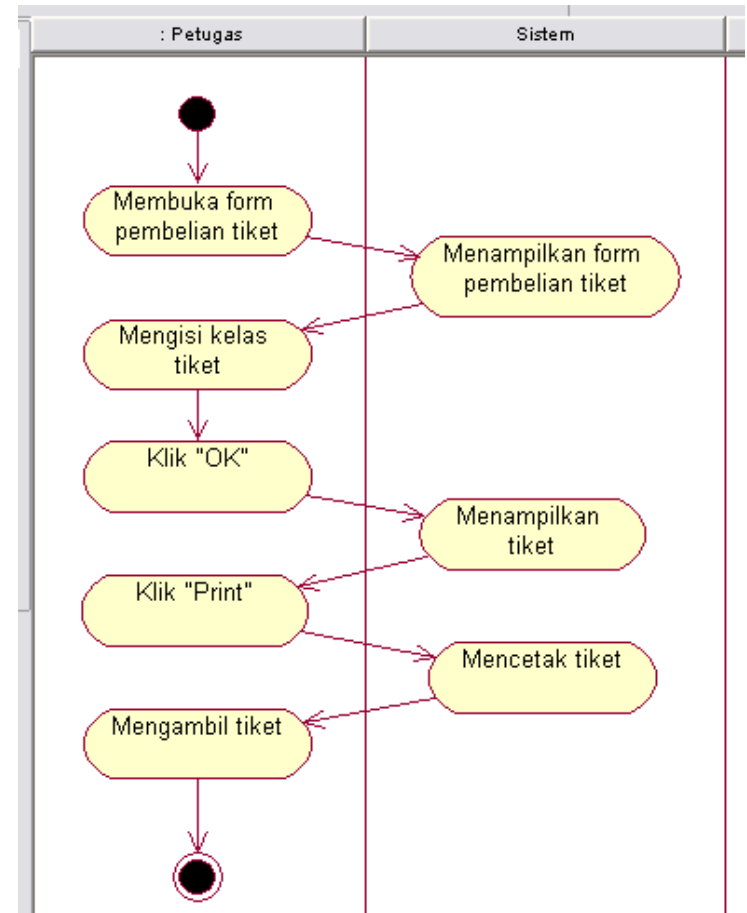 : Petugas
Sistem
Membuka form
pembelian tiket
Menampilkan form
pembelian tiket
Mengisi kelas
tiket
Klik "OK"
Menampilkan
tiket
Klik "Print"
Mencetak tiket
Mengambil tiket